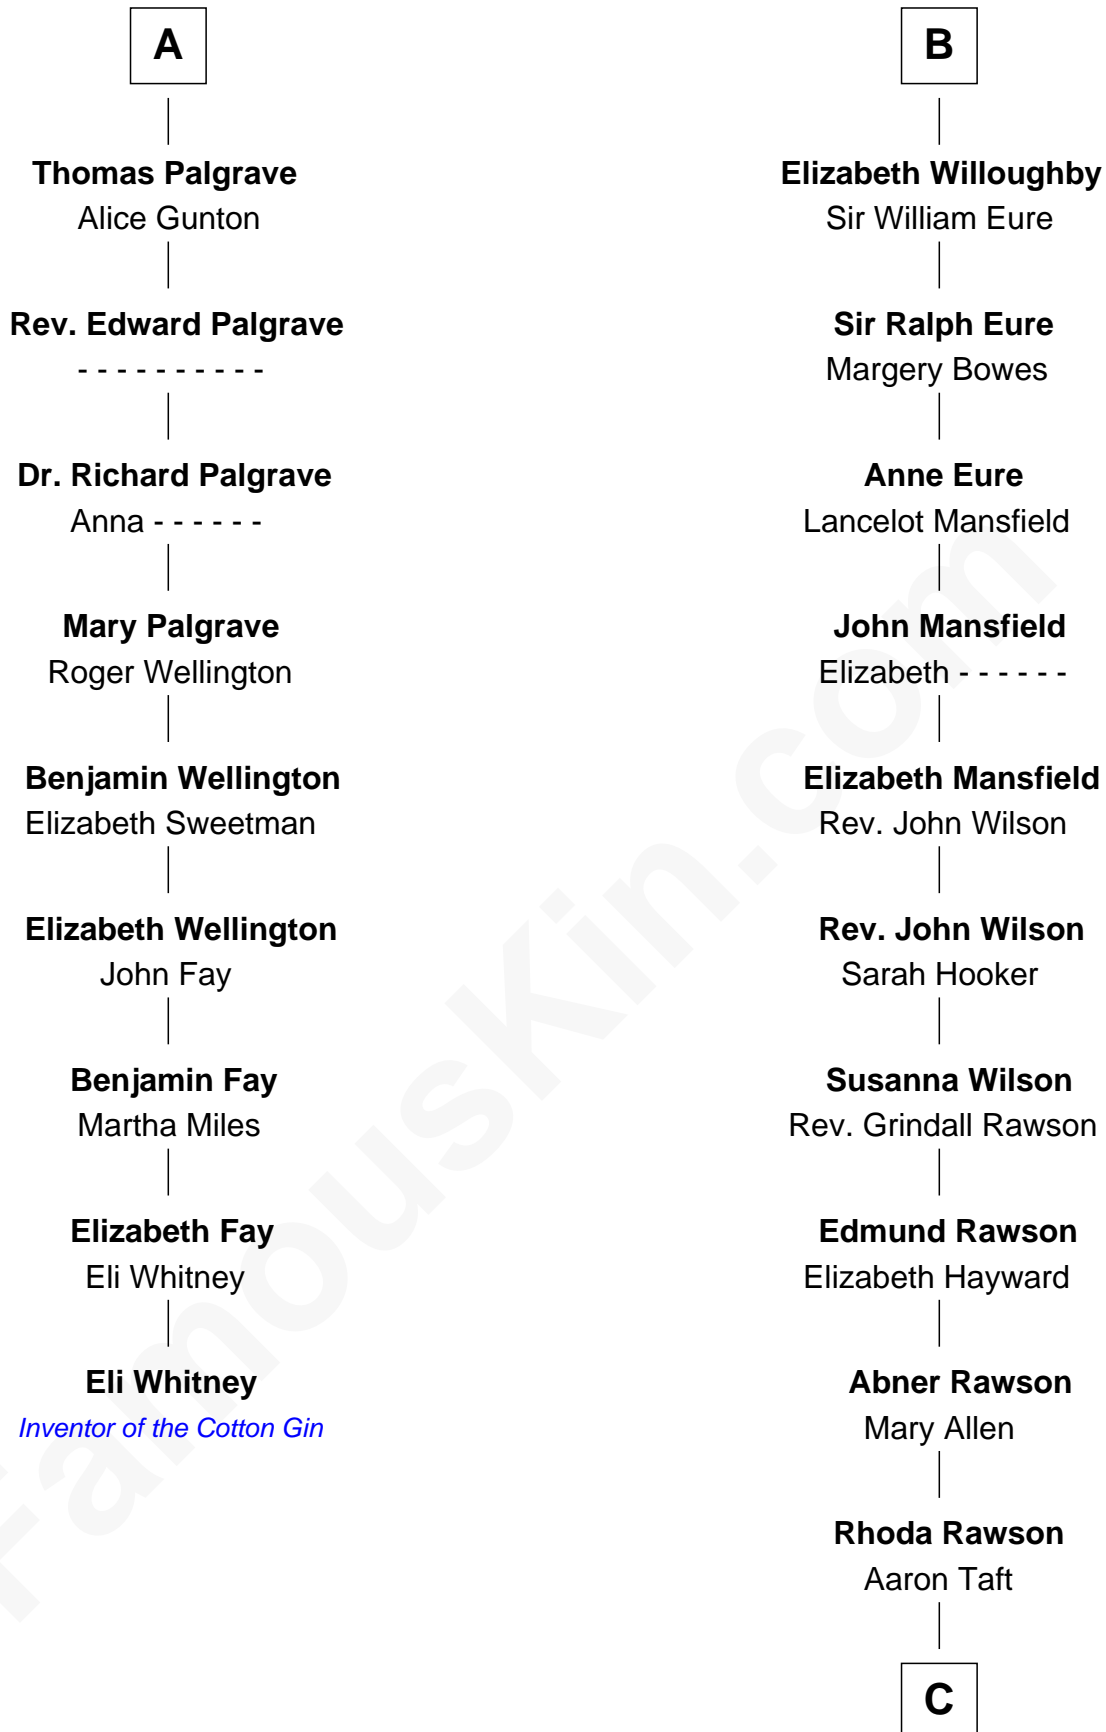 A
Thomas Palgrave
Alice Gunton
Rev. Edward Palgrave
- - - - - - - - - -
Dr. Richard Palgrave
Anna - - - - - -
Mary Palgrave
Roger Wellington
Benjamin Wellington
Elizabeth Sweetman
Elizabeth Wellington
John Fay
Benjamin Fay
Martha Miles
Elizabeth Fay
Eli Whitney
Eli Whitney
Inventor of the Cotton Gin
B
Elizabeth Willoughby
Sir William Eure
Sir Ralph Eure
Margery Bowes
Anne Eure
Lancelot Mansfield
John Mansfield
Elizabeth - - - - - -
Elizabeth Mansfield
Rev. John Wilson
Rev. John Wilson
Sarah Hooker
Susanna Wilson
Rev. Grindall Rawson
Edmund Rawson
Elizabeth Hayward
Abner Rawson
Mary Allen
Rhoda Rawson
Aaron Taft
C
FamousKin.com